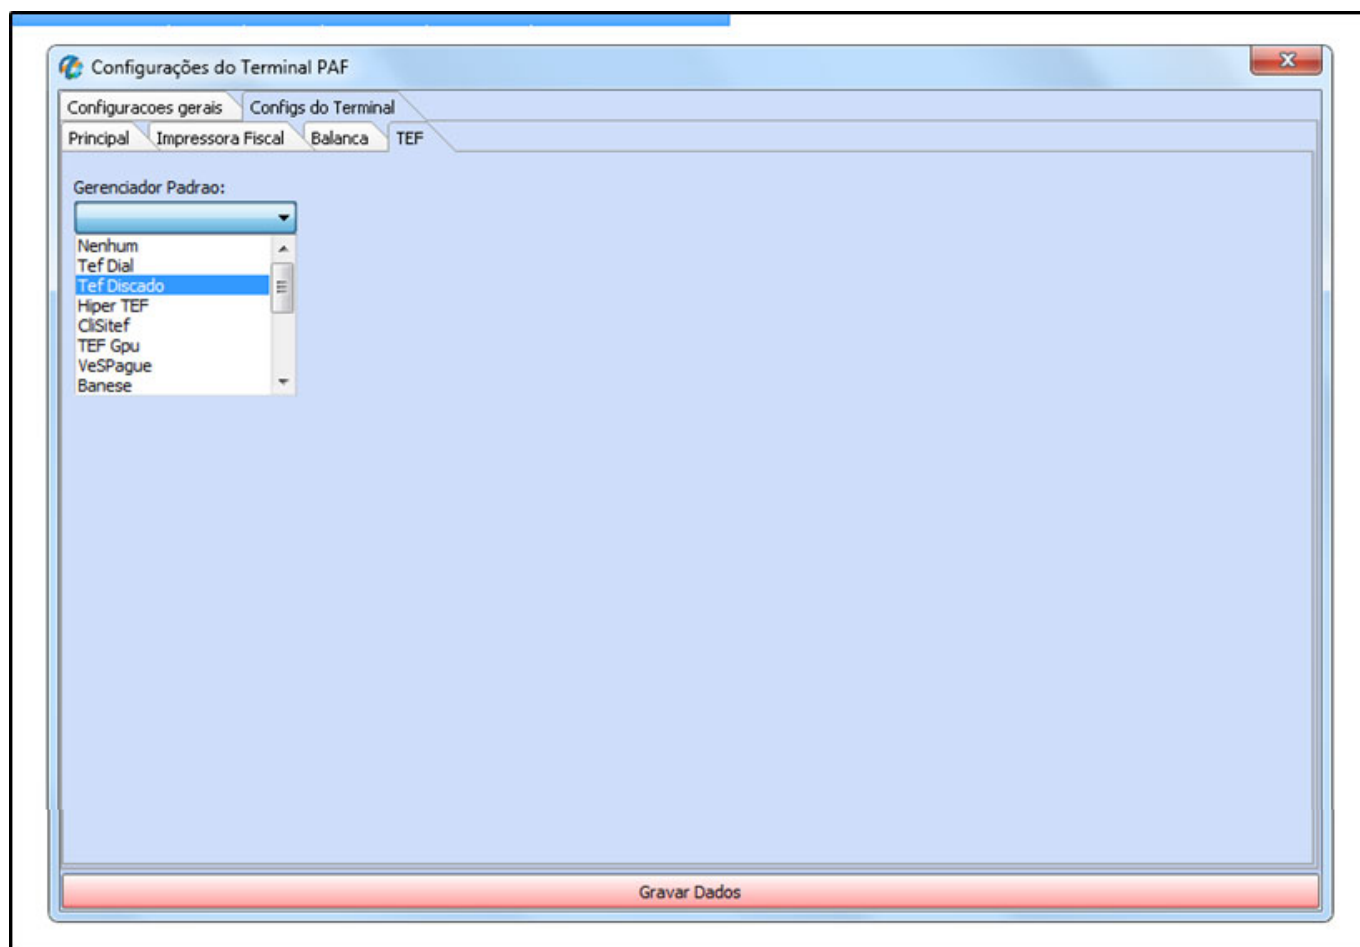 Configurações do Terminal PAF
Configuracoes gerais Configs do Terminal
Principal Impressora Fiscal Balanca TEF
Gerenciador Padrao:
Nenhum
Tef Dial
Tef Discado
Hiper TEF
CliSitef
TEF Gpu
VeSPague
Banese
Gravar Dados